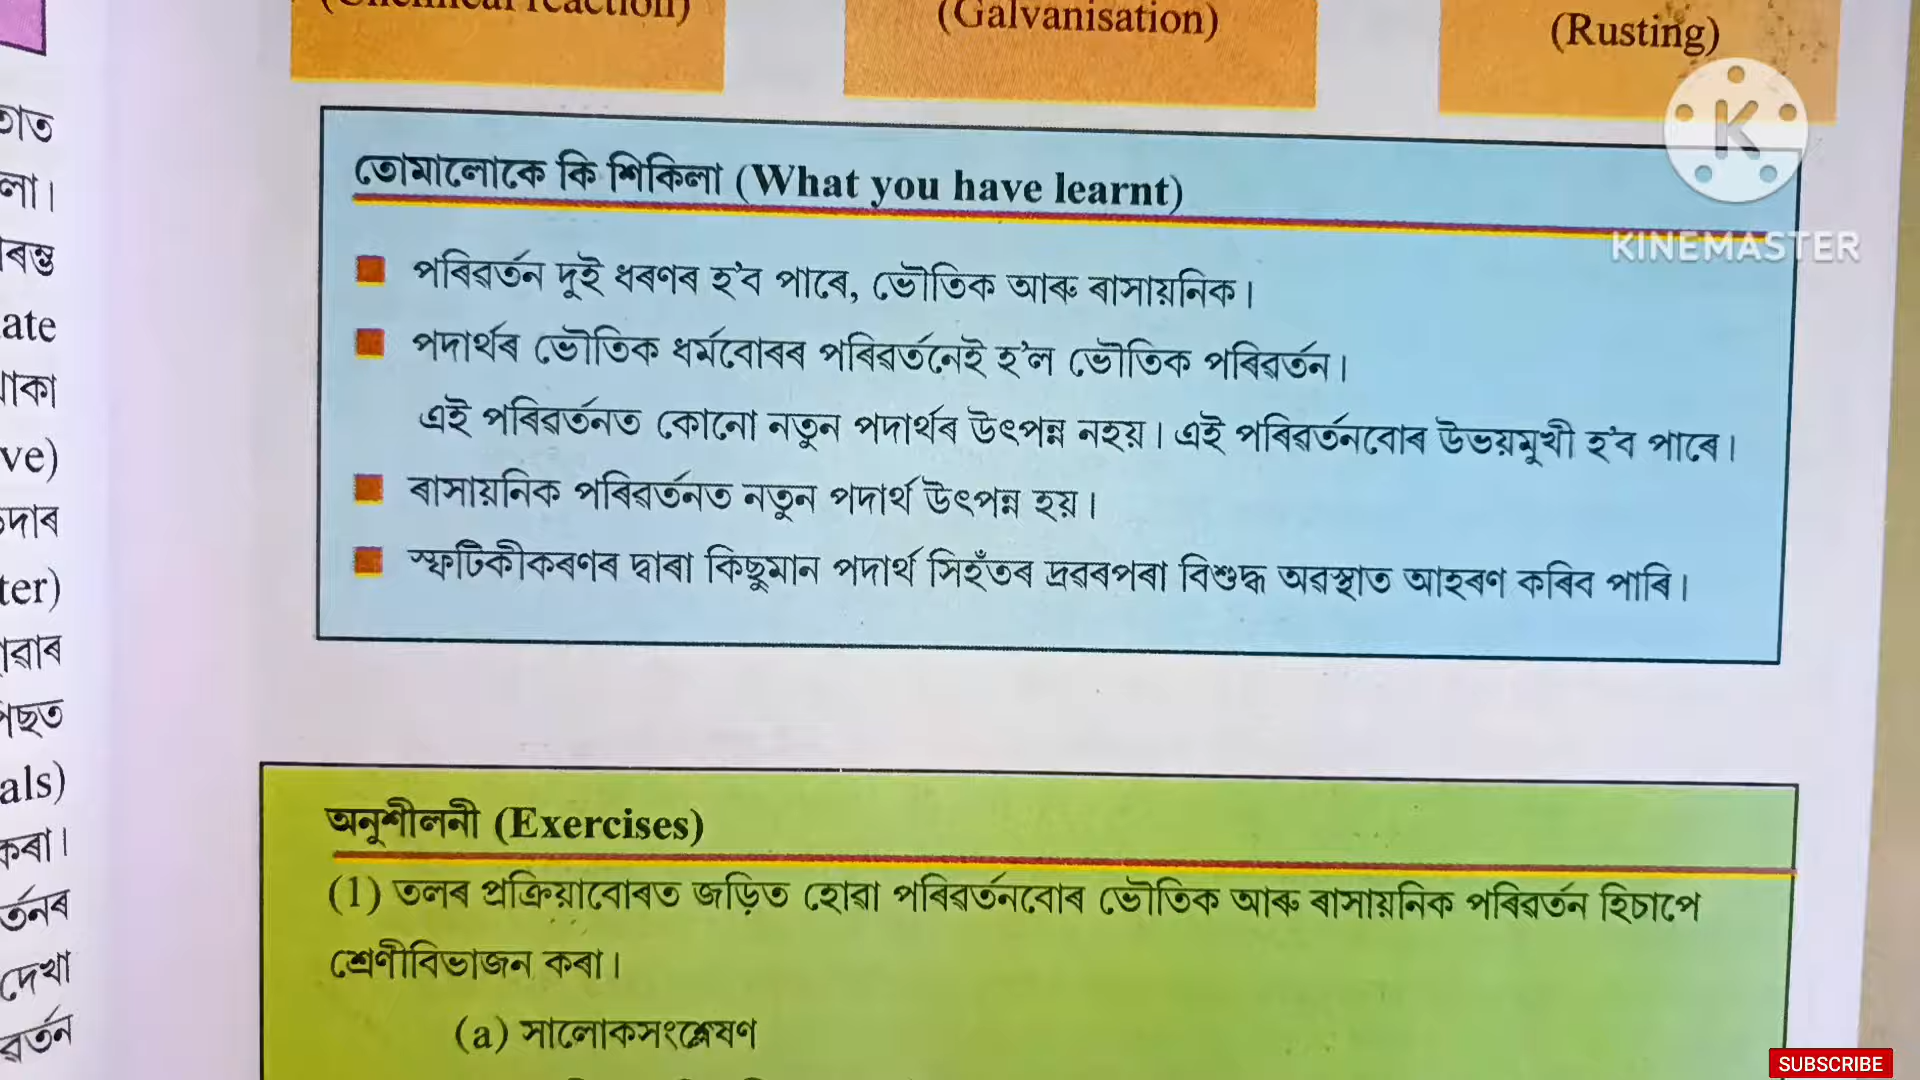 (Chemical reaction)
(Galvanisation)
(Rusting)
K
KINEMASTER
তোমালোকে কি শিকিলা (What you have learnt)
পৰিৱৰ্তন দুই ধৰণৰ হ'ব পাৰে, ভৌতিক আৰু ৰাসায়নিক।
পদাৰ্থৰ ভৌতিক ধৰ্মবোৰৰ পৰিৱৰ্তনেই হ'ল ভৌতিক পৰিৱৰ্তন।
এই পৰিৱৰ্তনত কোনো নতুন পদাৰ্থৰ উৎপন্ন নহয়। এই পৰিৱৰ্তনবোৰ উভয়মুখী হ'ব পাৰে।
ৰাসায়নিক পৰিৱৰ্তনত নতুন পদাৰ্থ উৎপন্ন হয়।
স্ফটিকীকৰণৰ দ্বাৰা কিছুমান পদাৰ্থ সিহঁতৰ দ্ৰৱৰপৰা বিশুদ্ধ অৱস্থাত আহৰণ কৰিব পাৰি।
অনুশীলনী (Exercises)
(1) তলৰ প্ৰক্ৰিয়াবোৰত জড়িত হোৱা পৰিৱৰ্তনবোৰ ভৌতিক আৰু ৰাসায়নিক পৰিৱৰ্তন হিচাপে
শ্ৰেণীবিভাজন কৰা।
(a) সালোকসংশ্লেষণ
SUBSCRIBE